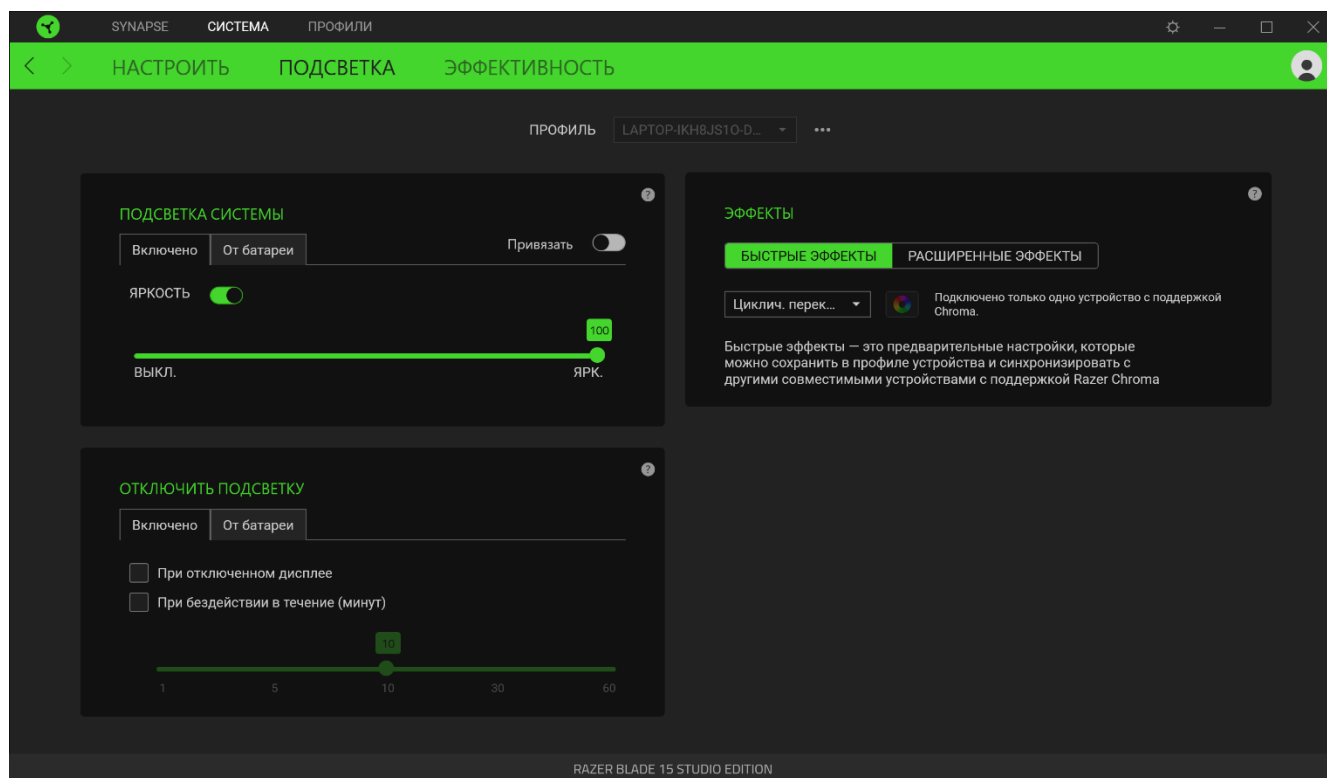 SYNAPSE СИСТЕМА ПРОФИЛИ
НАСТРОИТЬ ПОДСВЕТКА ЭФФЕКТИВНОСТЬ
ПРОФИЛЬ LAPTOP-IKH8JS1O-D...
ПОДСВЕТКА СИСТЕМЫ
Включено От батареи Привязать
ЯРКОСТЬ
100
ВЫКЛ. ЯРК.
ЭФФЕКТЫ
БЫСТРЫЕ ЭФФЕКТЫ РАСШИРЕННЫЕ ЭФФЕКТЫ
Циклич. перек...
Подключено только одно устройство с поддержкой
Chroma.
Быстрые эффекты — это предварительные настройки, которые
можно сохранить в профиле устройства и синхронизировать с
другими совместимыми устройствами с поддержкой Razer Chroma
ОТКЛЮЧИТЬ ПОДСВЕТКУ
Включено От батареи
При отключенном дисплее
При бездействии в течение (минут)
10
1 5 10 30 60
RAZER BLADE 15 STUDIO EDITION